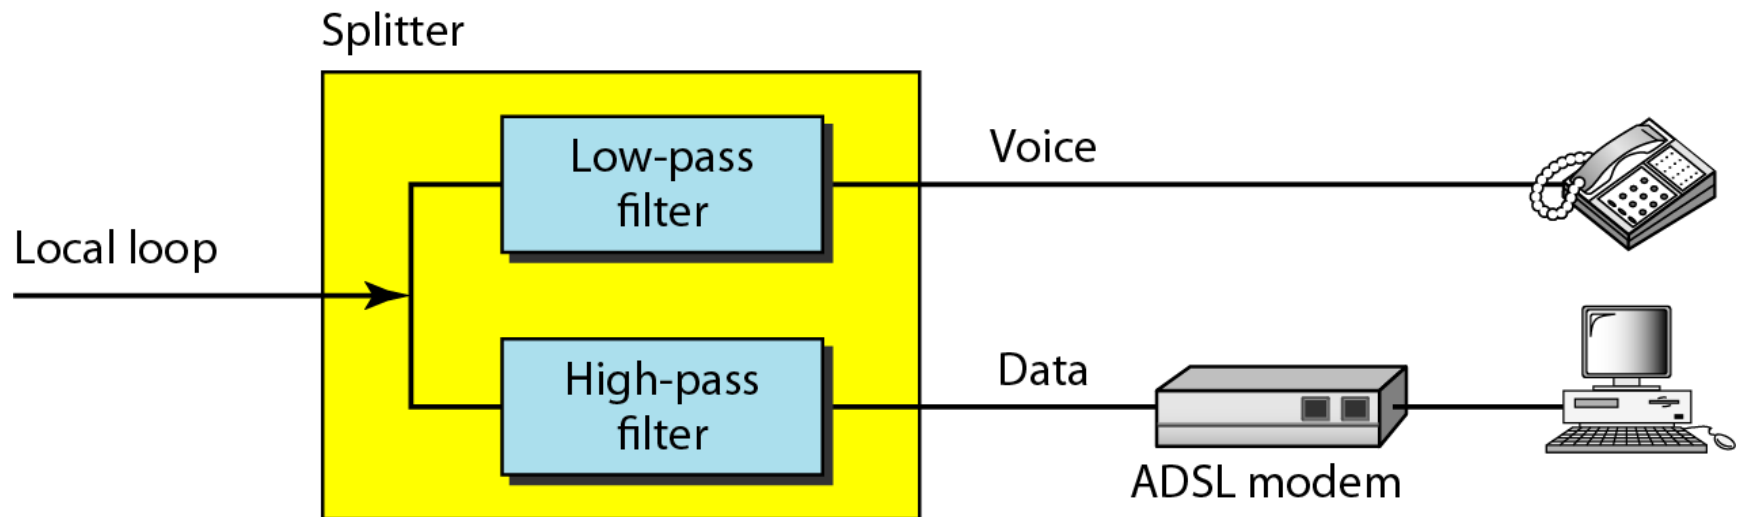 Splitter
Low-pass
filter
Voice
Local loop
High-pass
filter
Data
ADSL modem